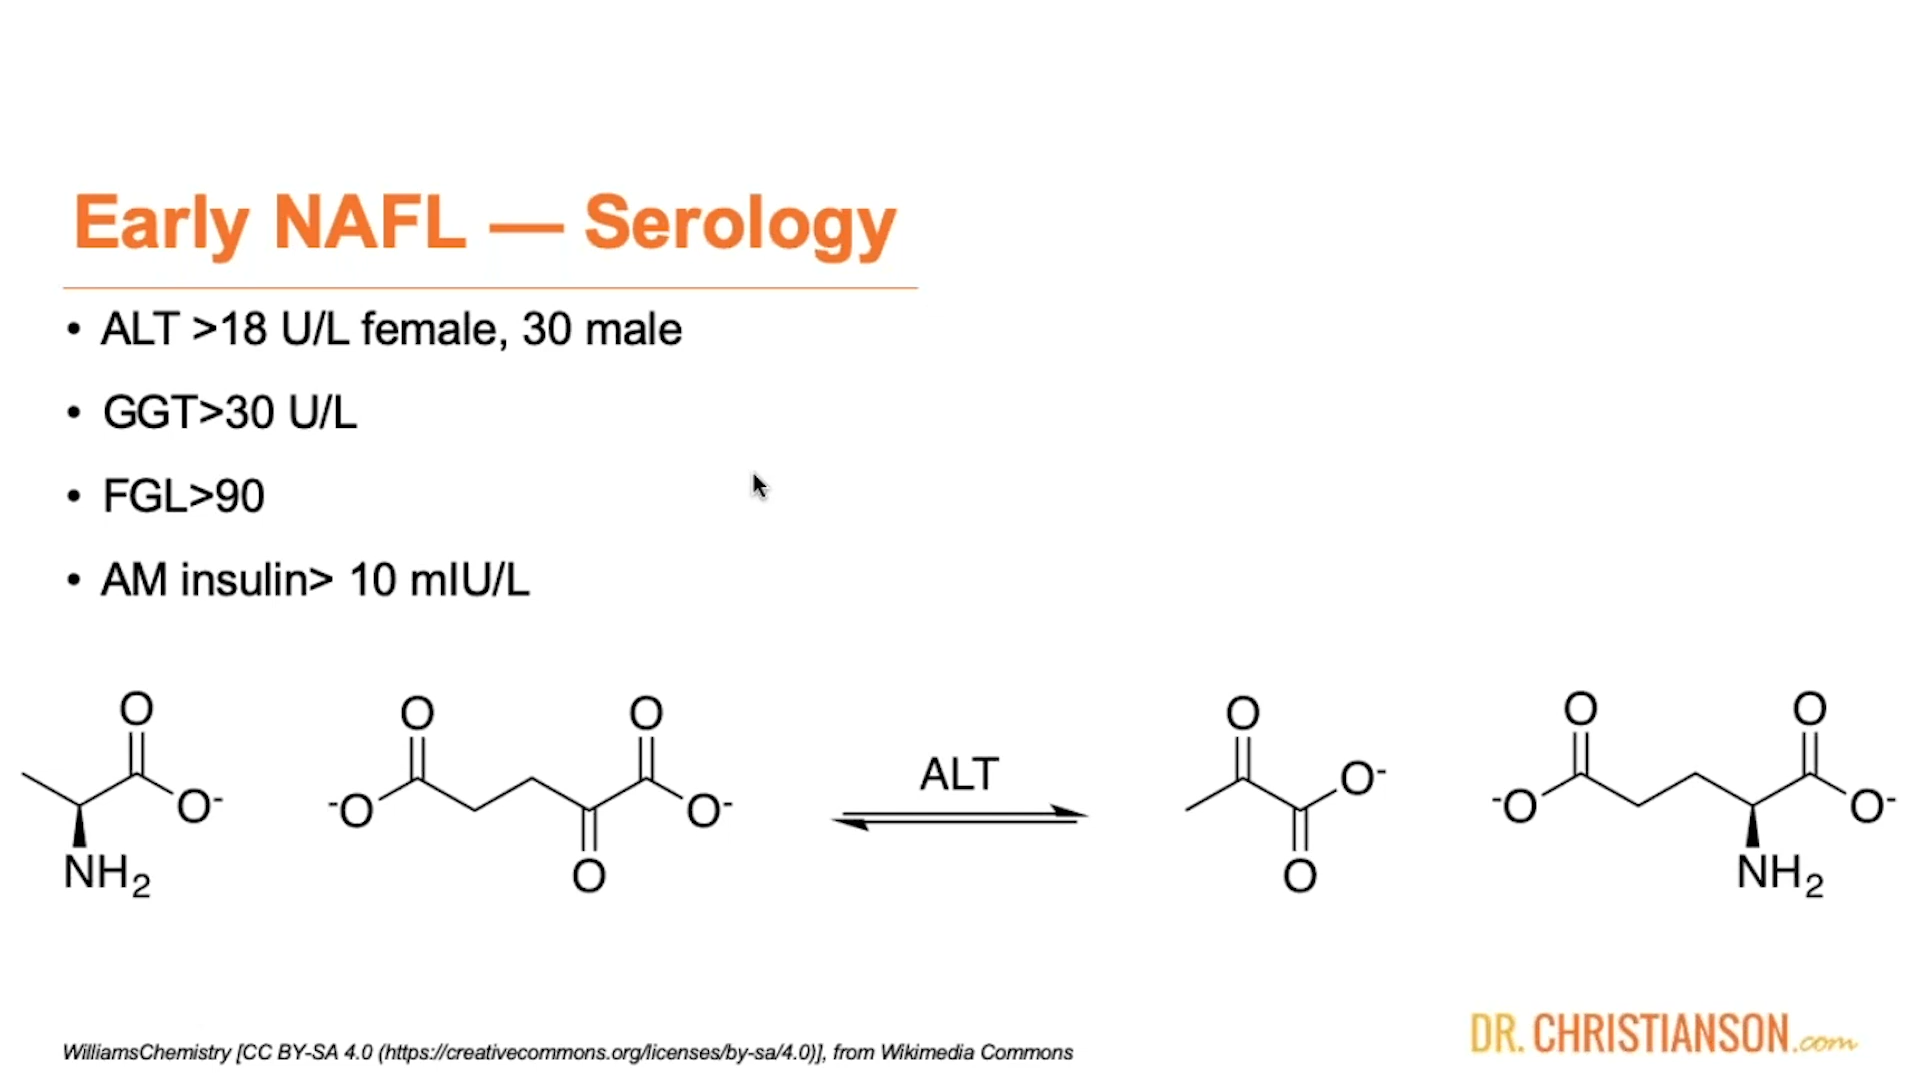 Early NAFL — Serology
• ALT >18 U/L female, 30 male
• GGT>30 U/L
• FGL>90
• AM insulin> 10 mIU/L
O
O-
NH2
O
O
-O
O-
O
ALT
O
O-
O
O
O
-O
O-
NH2
WilliamsChemistry [CC BY-SA 4.0 (https://creativecommons.org/licenses/by-sa/4.0)], from Wikimedia Commons
DR. CHRISTIANSON.com